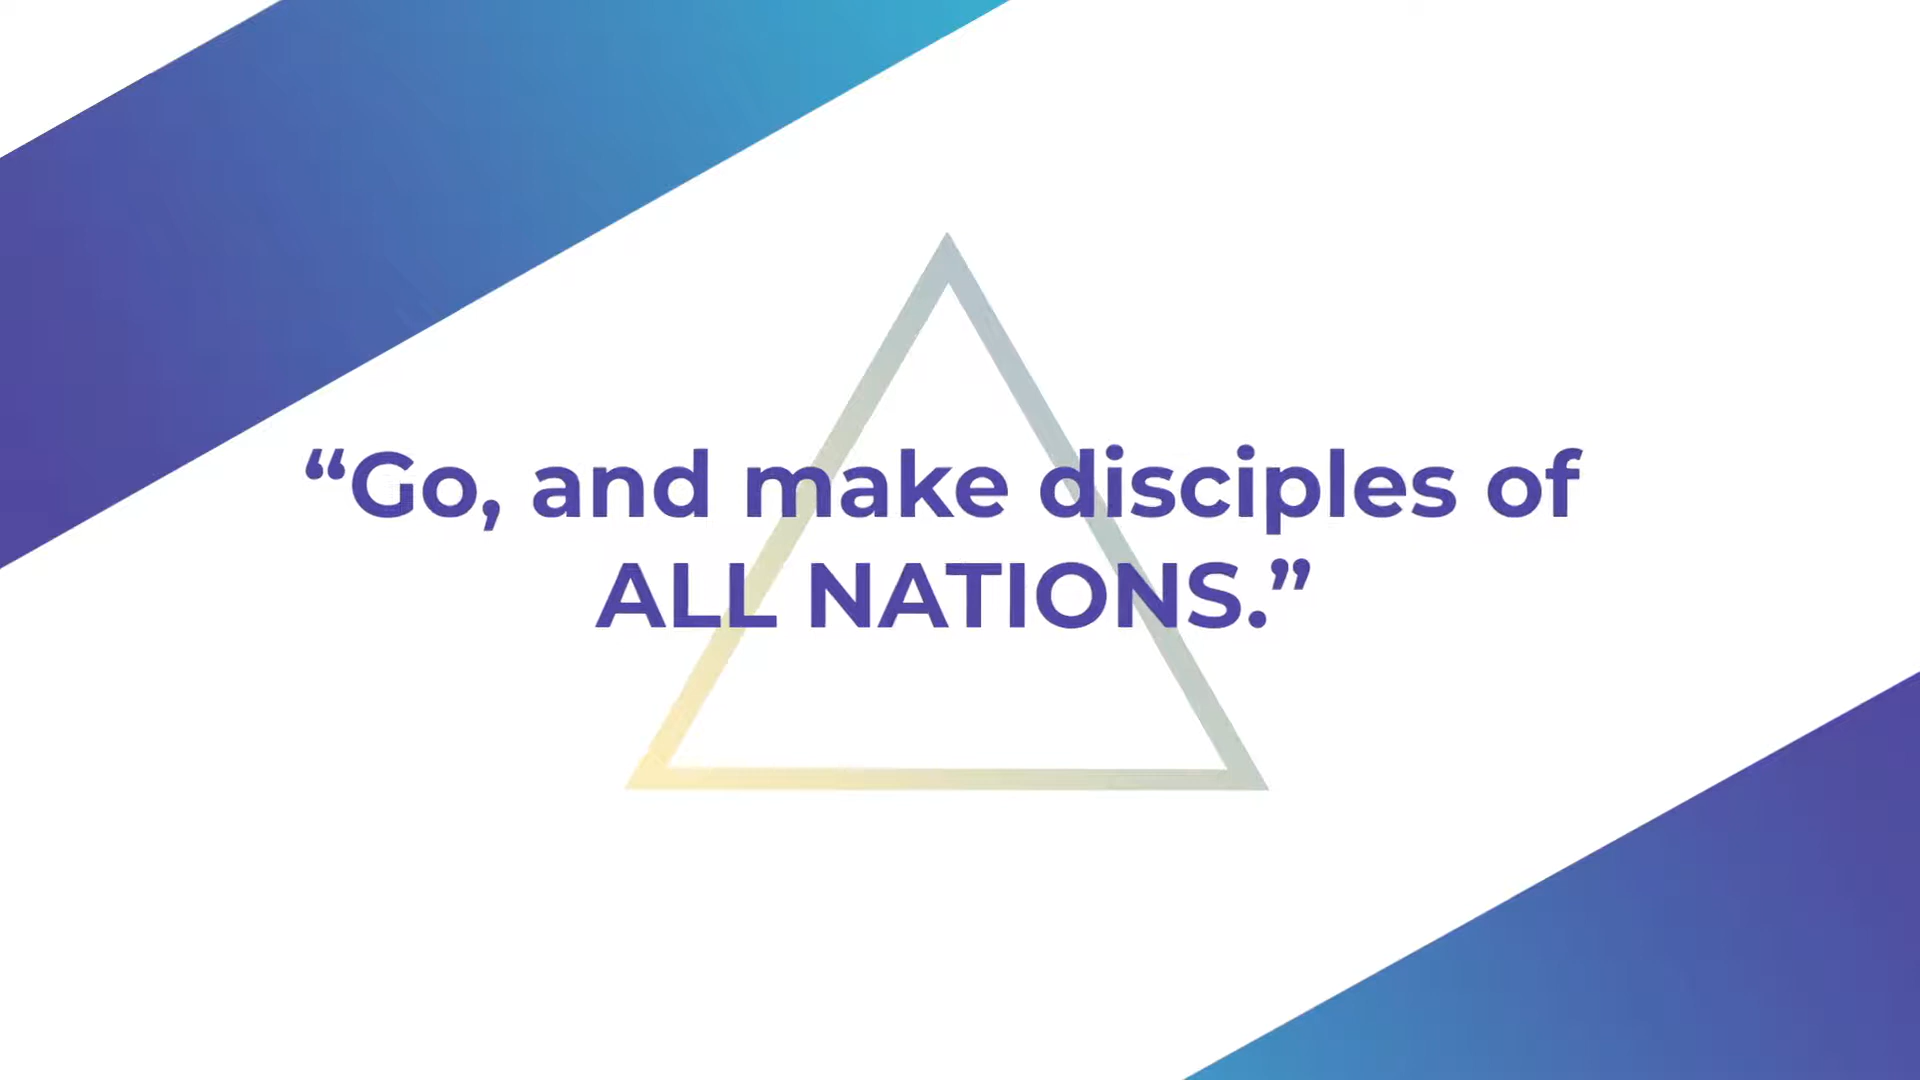 “Go, and make disciples of
ALL NATIONS.”